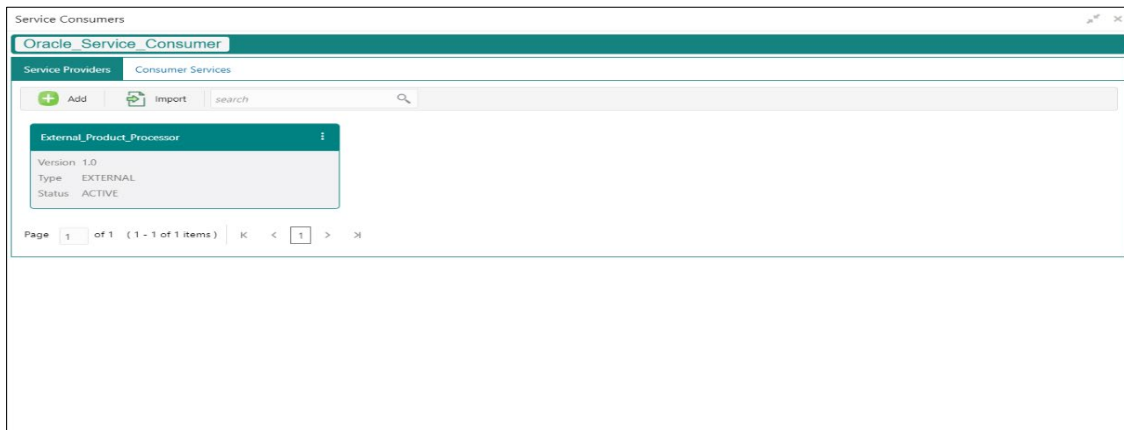 Service Consumers
Oracle_Service_Consumer
Service Providers Consumer Services
Add Import search
External_Product_Processor
Version 1.0
Type EXTERNAL
Status ACTIVE
Page 1 of 1 (1 - 1 of 1 items) 1